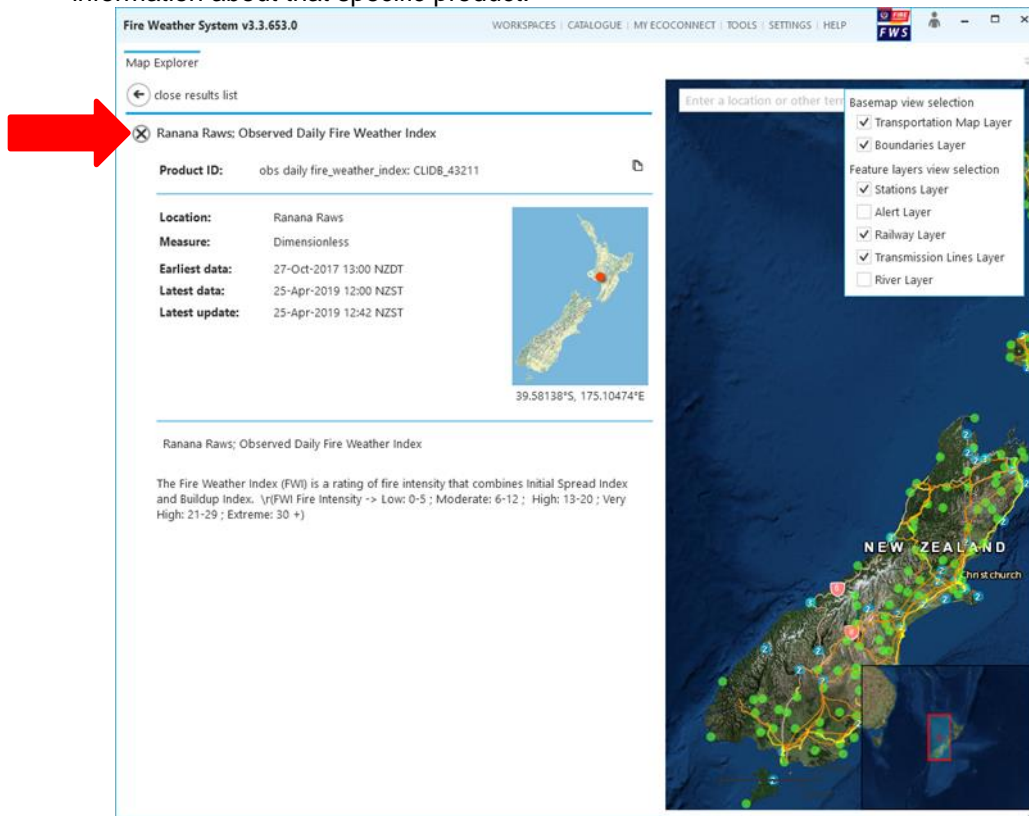 information about that specific product.
Fire Weather System v3.3.653.0
WORKSPACES | CATALOGUE | MY ECOCONNECT | TOOLS | SETTINGS | HELP
FIRE
FWS
Map Explorer
close results list
Ranana Raws; Observed Daily Fire Weather Index
Product ID: obs daily fire_weather_index: CLIDB_43211
Location: Ranana Raws
Measure: Dimensionless
Earliest data: 27-Oct-2017 13:00 NZDT
Latest data: 25-Apr-2019 12:00 NZST
Latest update: 25-Apr-2019 12:42 NZST
39.58138°S, 175.10474°E
Ranana Raws; Observed Daily Fire Weather Index
The Fire Weather Index (FWI) is a rating of fire intensity that combines Initial Spread Index
and Buildup Index. \r(FWI Fire Intensity -> Low: 0-5 ; Moderate: 6-12 ; High: 13-20 ; Very
High: 21-29 ; Extreme: 30 +)
Enter a location or other ter
Basemap view selection
Transportation Map Layer
Boundaries Layer
Feature layers view selection
Stations Layer
Alert Layer
Railway Layer
Transmission Lines Layer
River Layer
NEW ZEALAND
Christchurch